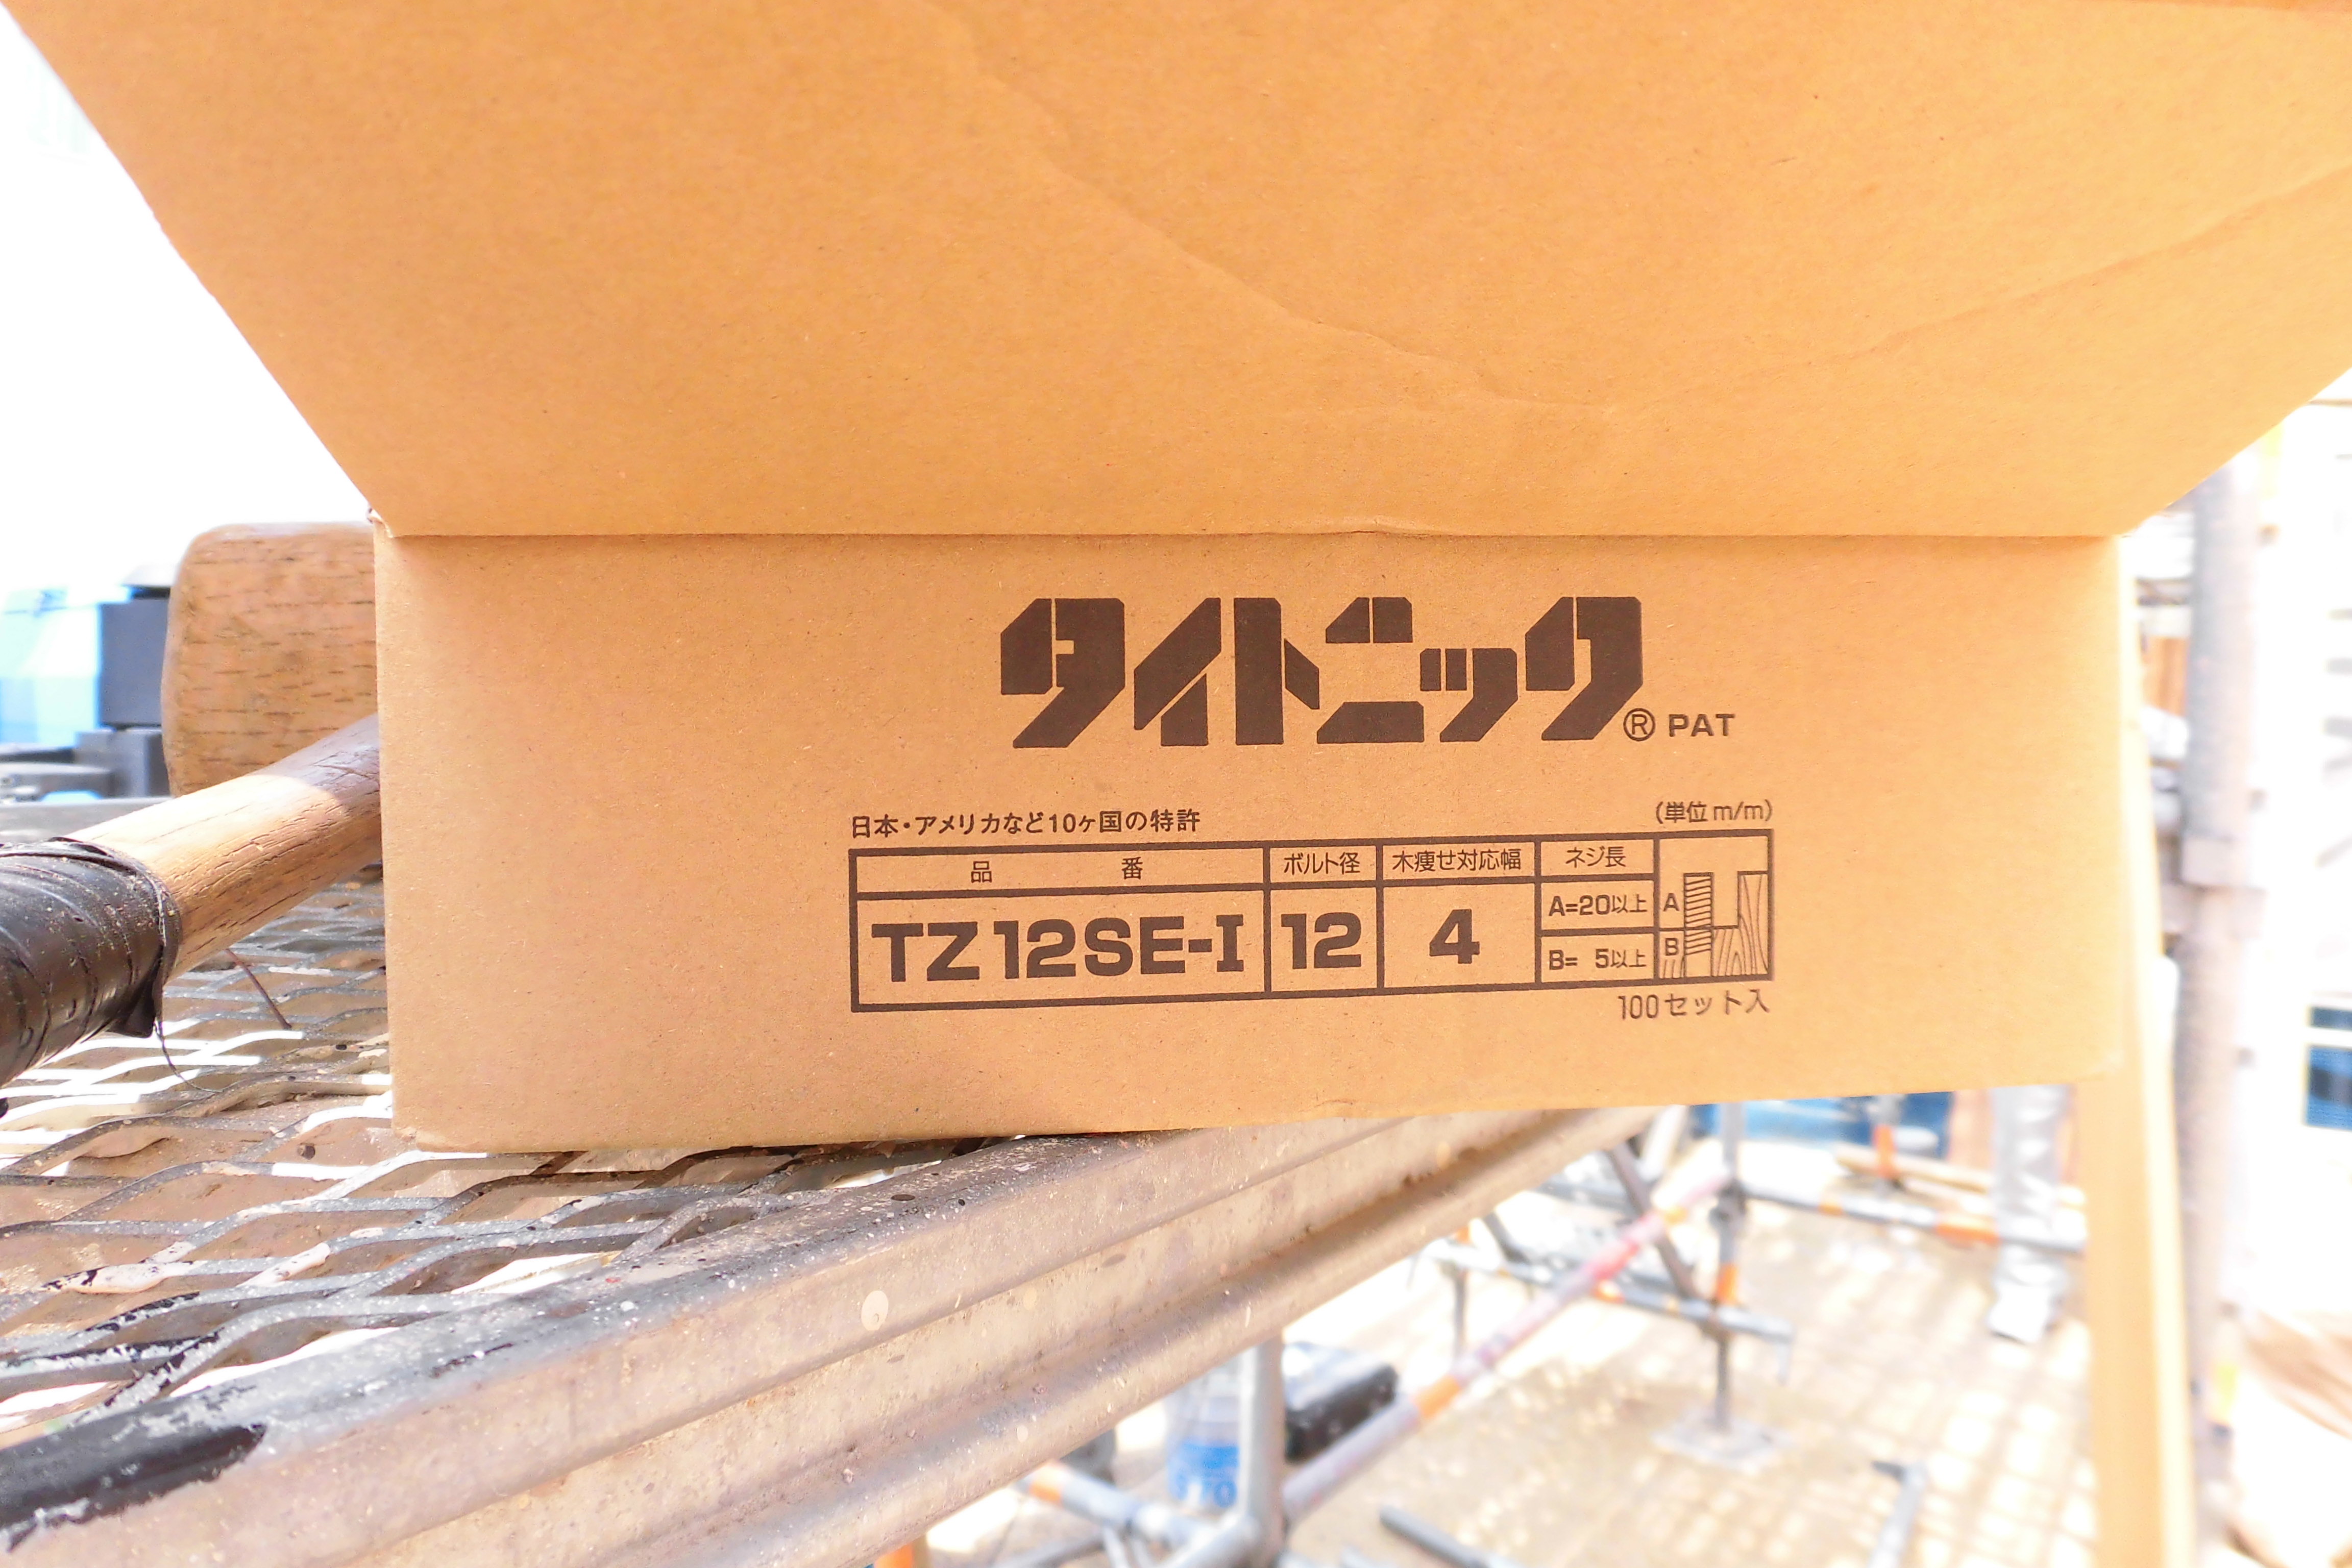 タイトニック® PAT
日本・アメリカなど10ヶ国の特許
(単位 m/m)
品 番 ボルト径 木痩せ対応幅 ネジ長
TZ12SE-I 12 4 A=20以上 A
B= 5以上 B
100セット入